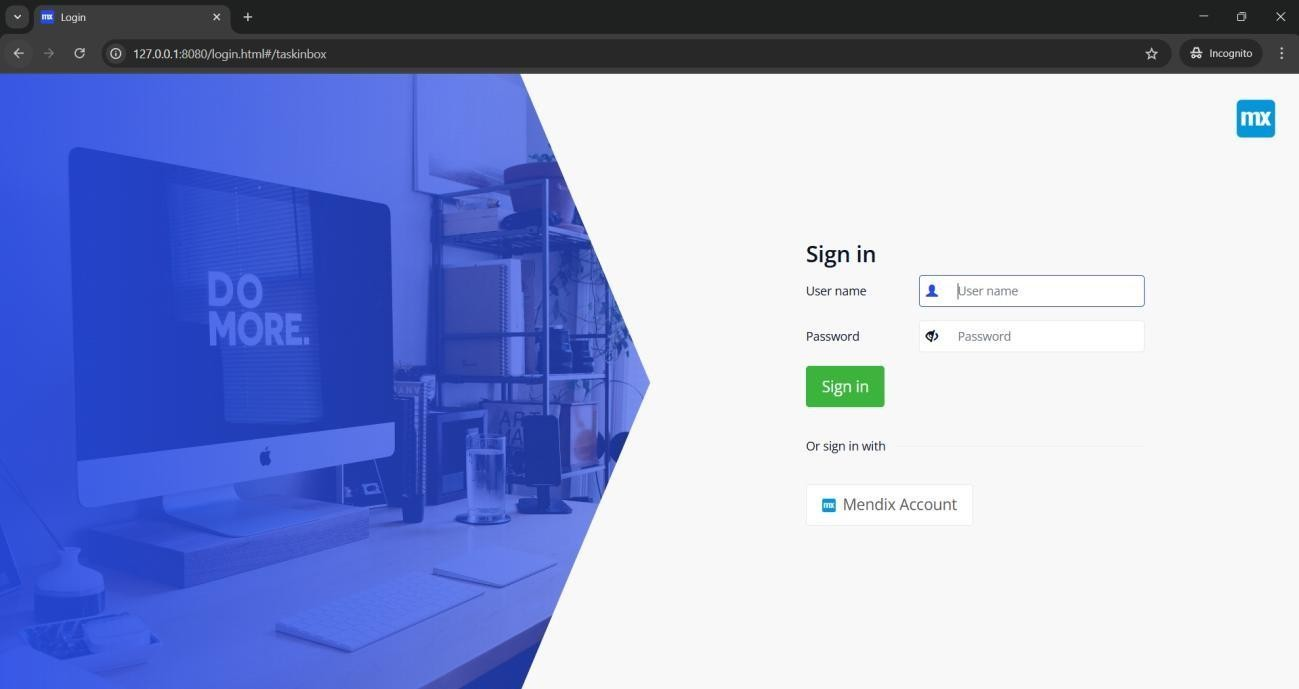 Login
127.0.0.1:8080/login.html#/taskinbox
Incognito
mx
DO
MORE.
Sign in
User name
User name
Password
Password
Sign in
Or sign in with
mx Mendix Account